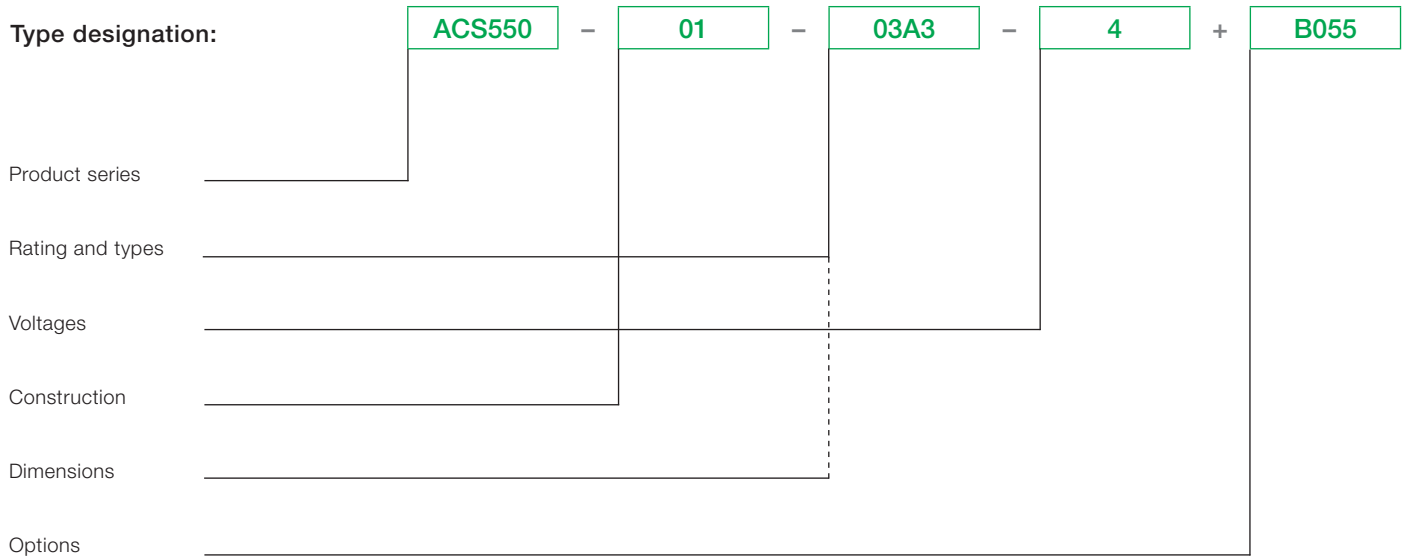 Type designation: ACS550 – 01 – 03A3 – 4 + B055
Product series
Rating and types
Voltages
Construction
Dimensions
Options